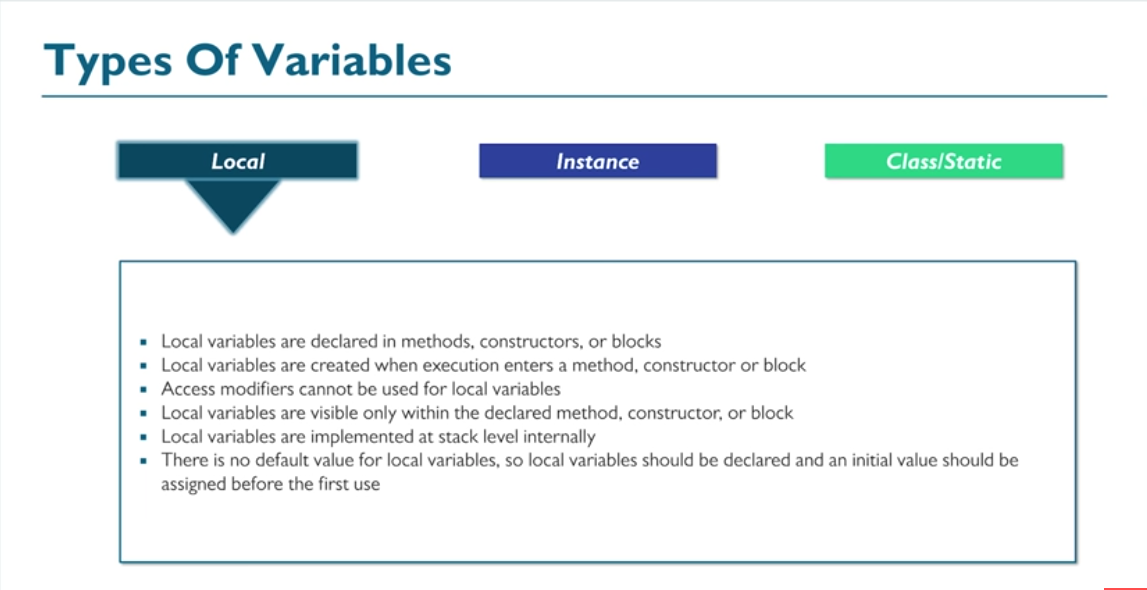 Types Of Variables
Local
Instance
Class/Static
▪ Local variables are declared in methods, constructors, or blocks
▪ Local variables are created when execution enters a method, constructor or block
▪ Access modifiers cannot be used for local variables
▪ Local variables are visible only within the declared method, constructor, or block
▪ Local variables are implemented at stack level internally
▪ There is no default value for local variables, so local variables should be declared and an initial value should be
assigned before the first use